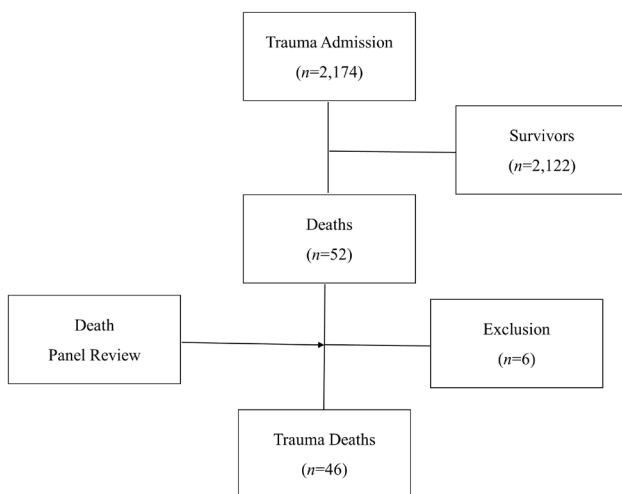 Trauma Admission
(n=2,174)
Survivors
(n=2,122)
Deaths
(n=52)
Death
Panel Review
Exclusion
(n=6)
Trauma Deaths
(n=46)